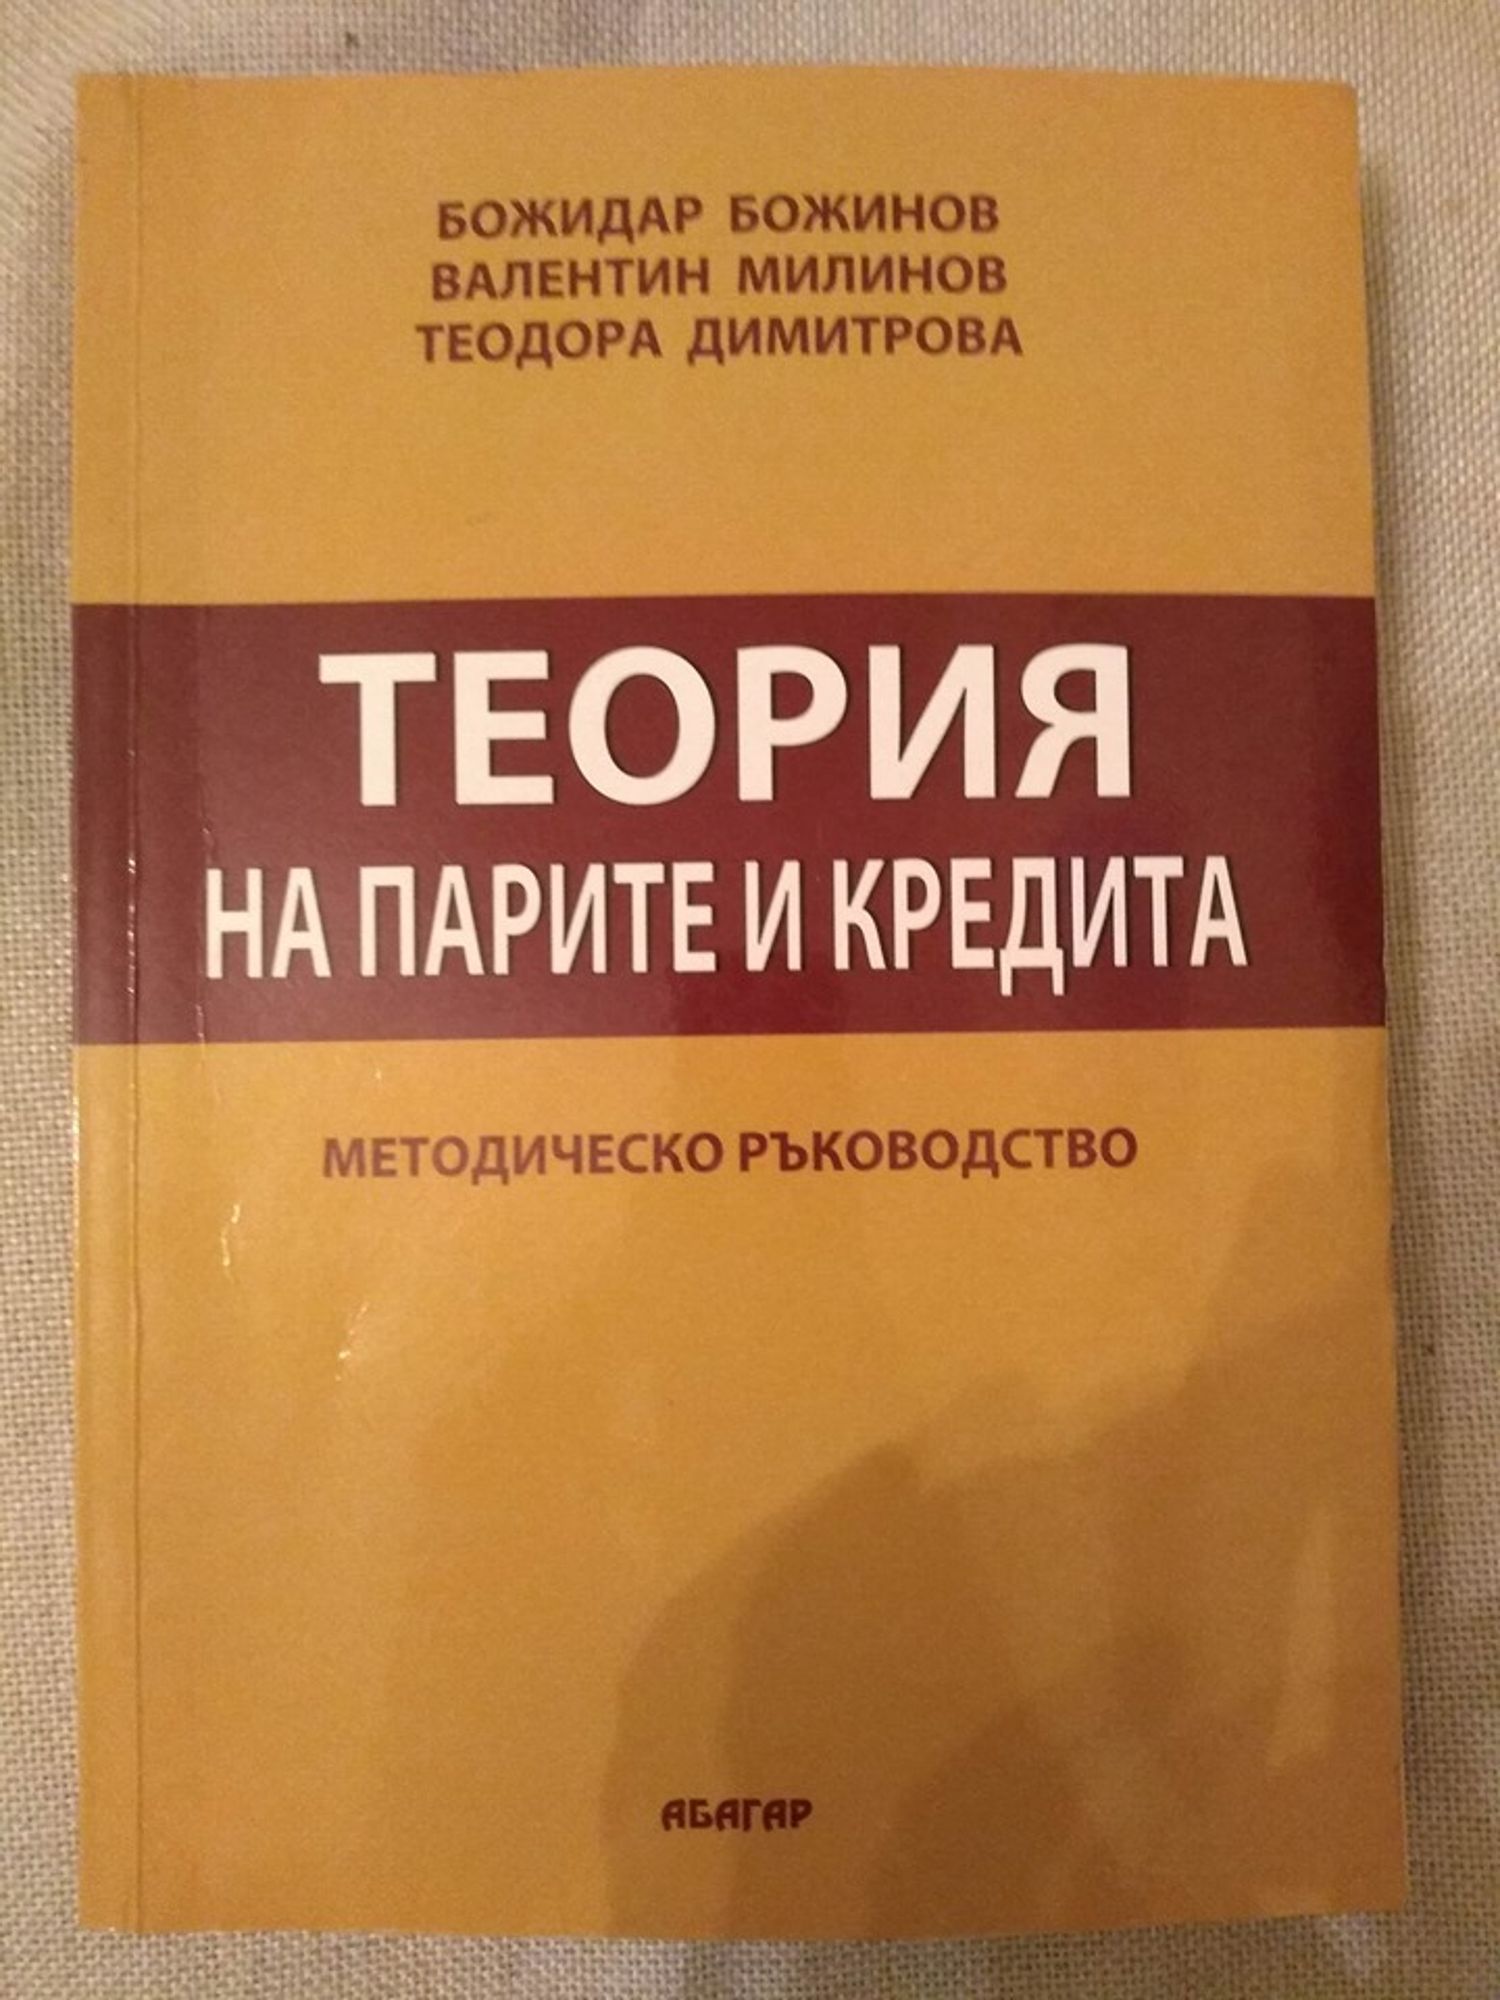 БОЖИДАР БОЖИНОВ
ВАЛЕНТИН МИЛИНОВ
ТЕОДОРА ДИМИТРОВА
ТЕОРИЯ
НА ПАРИТЕ И КРЕДИТА
МЕТОДИЧЕСКО РЪКОВОДСТВО
АБАГАР